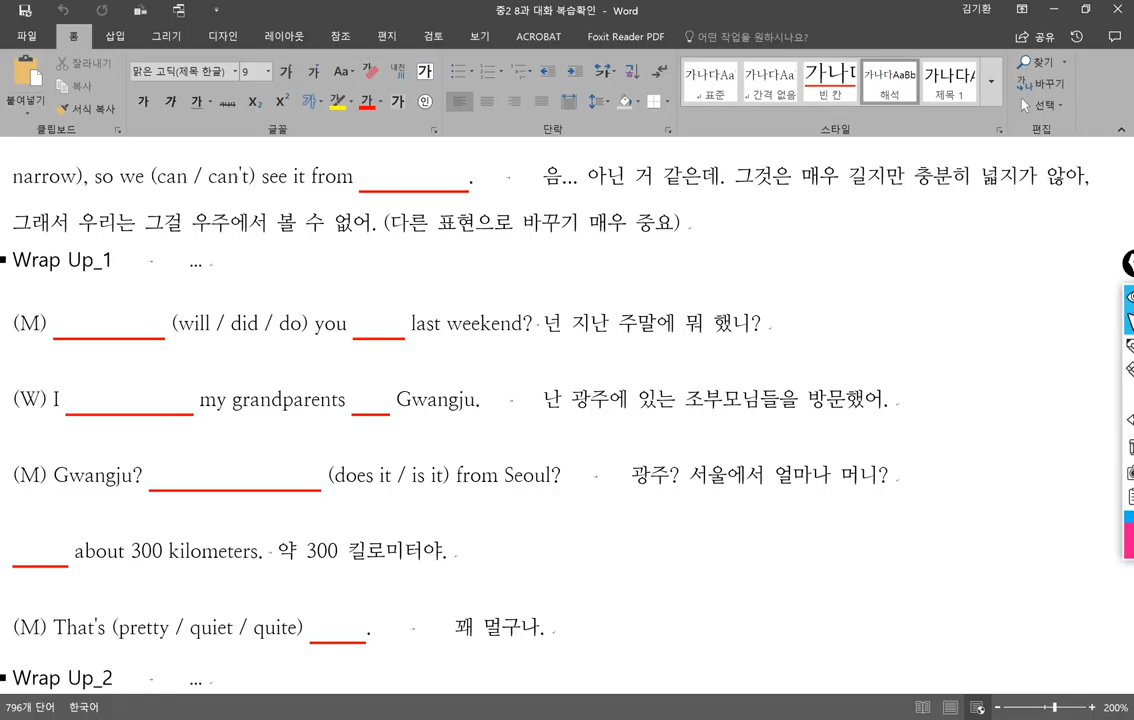 중2 8과 대화 복습확인 - Word 김기환
파일 홈 삽입 그리기 디자인 레이아웃 참조 편지 검토 보기 ACROBAT Foxit Reader PDF 어떤 작업을 원하시나요? 공유
붙여넣기 잘라내기 복사 서식 복사
맑은 고딕(제목 한글) 9
가나다Aa 가나다Aa 가나다 가나다AaBb 가나다
표준 간격 없음 빈 칸 해석 제목 1
찾기 바꾸기 선택
클립보드 글꼴 단락 스타일 편집
narrow), so we (can / can't) see it from . 음... 아닌 거 같은데. 그것은 매우 길지만 충분히 넓지가 않아,
그래서 우리는 그걸 우주에서 볼 수 없어. (다른 표현으로 바꾸기 매우 중요)
Wrap Up_1 ...
(M) (will / did / do) you last weekend? 넌 지난 주말에 뭐 했니?
(W) I my grandparents Gwangju. 난 광주에 있는 조부모님들을 방문했어.
(M) Gwangju? (does it / is it) from Seoul? 광주? 서울에서 얼마나 머니?
about 300 kilometers. 약 300 킬로미터야.
(M) That's (pretty / quiet / quite) . 꽤 멀구나.
Wrap Up_2 ...
796개 단어 한국어 200%